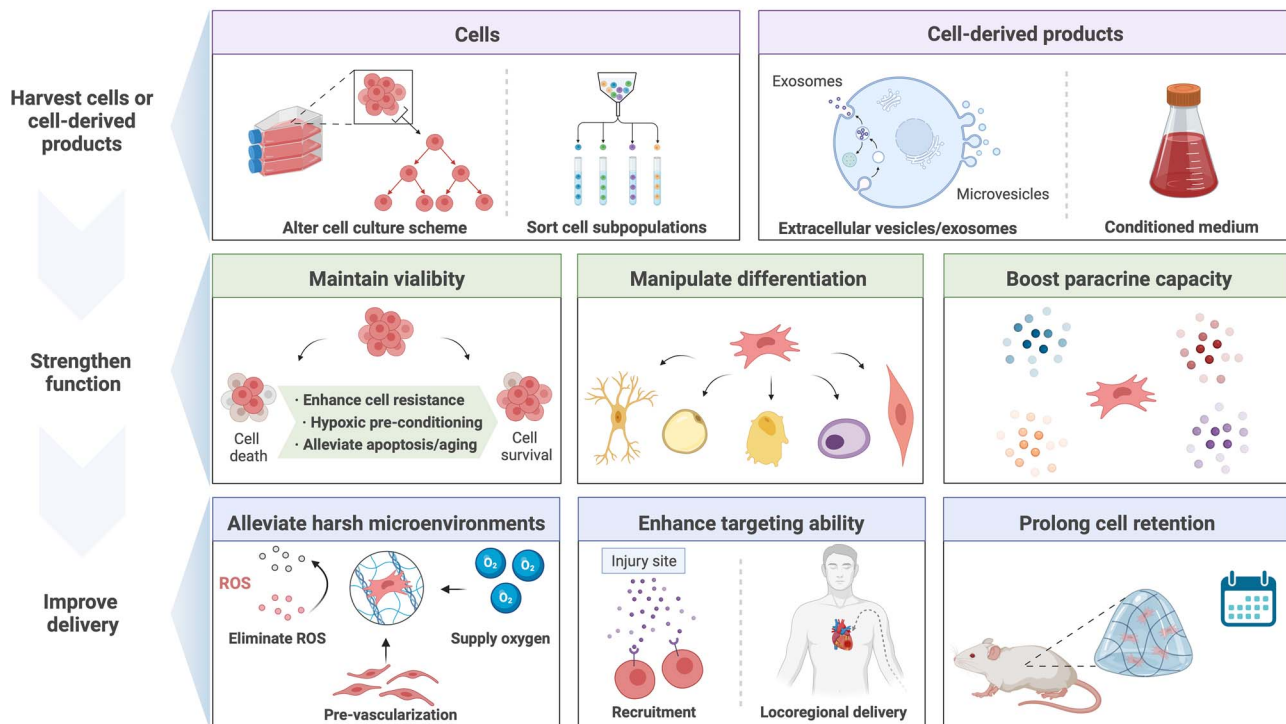 Harvest cells or
cell-derived
products
Cells
Alter cell culture scheme
Sort cell subpopulations
Cell-derived products
Exosomes
Microvesicles
Extracellular vesicles/exosomes
Conditioned medium
Strengthen
function
Maintain vialibity
Cell
death
· Enhance cell resistance
· Hypoxic pre-conditioning
· Alleviate apoptosis/aging
Cell
survival
Manipulate differentiation
Boost paracrine capacity
Improve
delivery
Alleviate harsh microenvironments
ROS
Eliminate ROS
O2
O2
O2
Supply oxygen
Pre-vascularization
Enhance targeting ability
Injury site
Recruitment
Locoregional delivery
Prolong cell retention